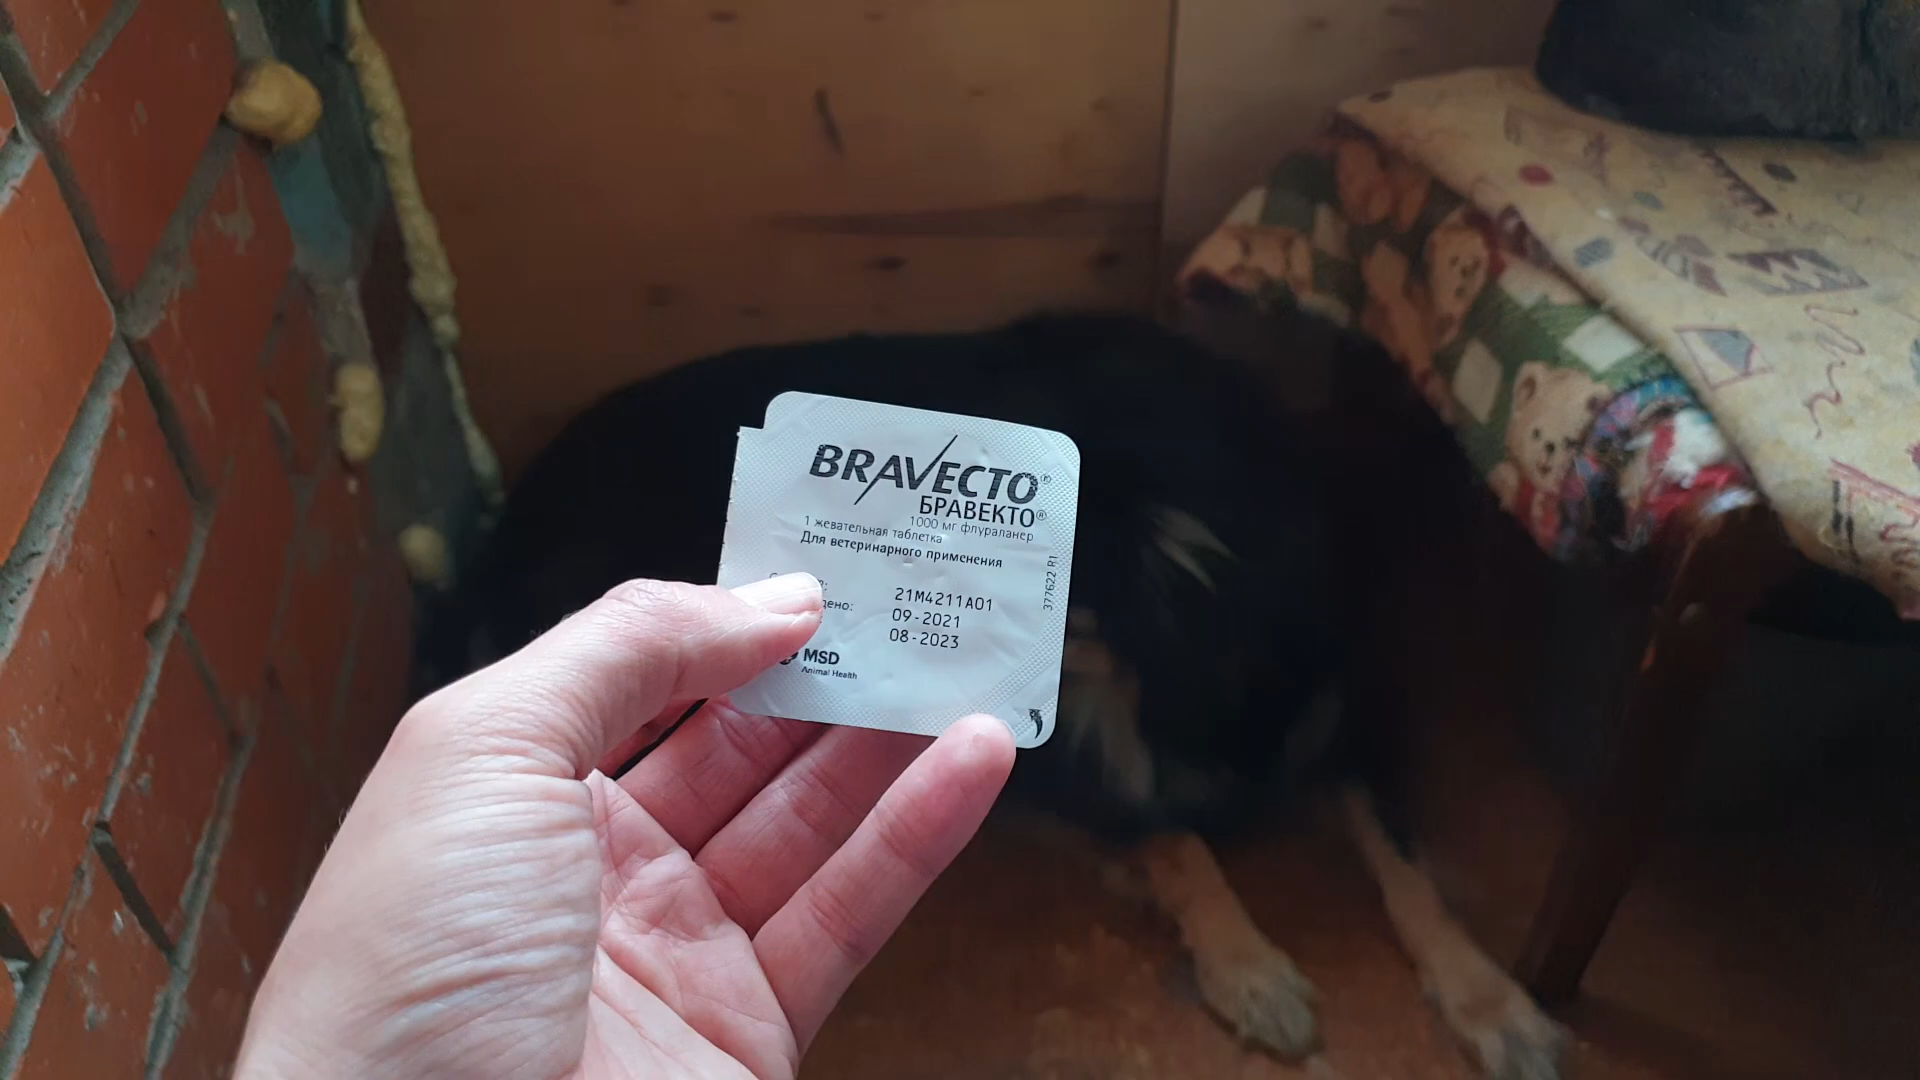 BRAVECTO®
БРАВЕКТО®
1000 мг флураланер
1 жевательная таблетка
Для ветеринарного применения
21M4211A01
09-2021
08-2023
MSD
Animal Health
377622 R1